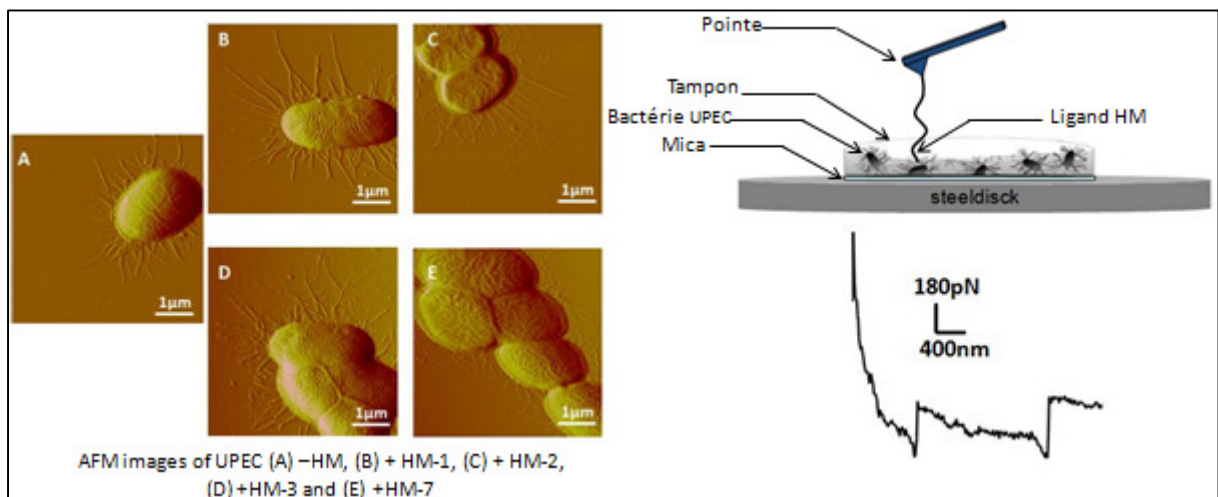 A
1µm
B
1µm
C
1µm
D
1µm
E
1µm
AFM images of UPEC (A) –HM, (B) + HM-1, (C) + HM-2,
(D) +HM-3 and (E) +HM-7
Pointe
Tampon
Bactérie UPEC
Ligand HM
Mica
steeldisck
180pN
400nm